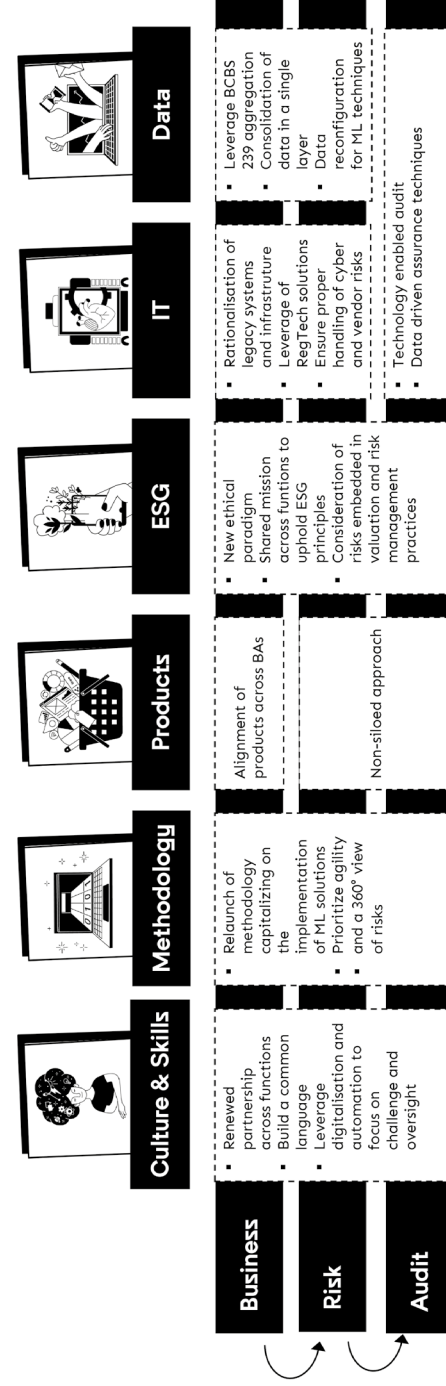 Culture & Skills
Methodology
Products
ESG
IT
Data
Business
Risk
Audit
▪ Renewed
partnership
across functions
▪ Build a common
language
▪ Leverage
digitalisation and
automation to
focus on
challenge and
oversight
▪ Relaunch of
methodology
capitalizing on
the
implementation
of ML solutions
▪ Prioritize agility
▪ and a 360° view
of risks
Alignment of
products across BAs
Non-siloed approach
▪ New ethical
paradigm
▪ Shared mission
across funtions to
uphold ESG
principles
▪ Consideration of
risks embedded in
valuation and risk
management
practices
▪ Rationalisation of
legacy systems
and infrastruture
▪ Leverage of
RegTech solutions
▪ Ensure proper
handling of cyber
and vendor risks
▪ Leverage BCBS
239 aggregation
▪ Consolidation of
data in a single
layer
▪ Data
reconfiguration
for ML techniques
▪ Technology enabled audit
▪ Data driven assurance techniques